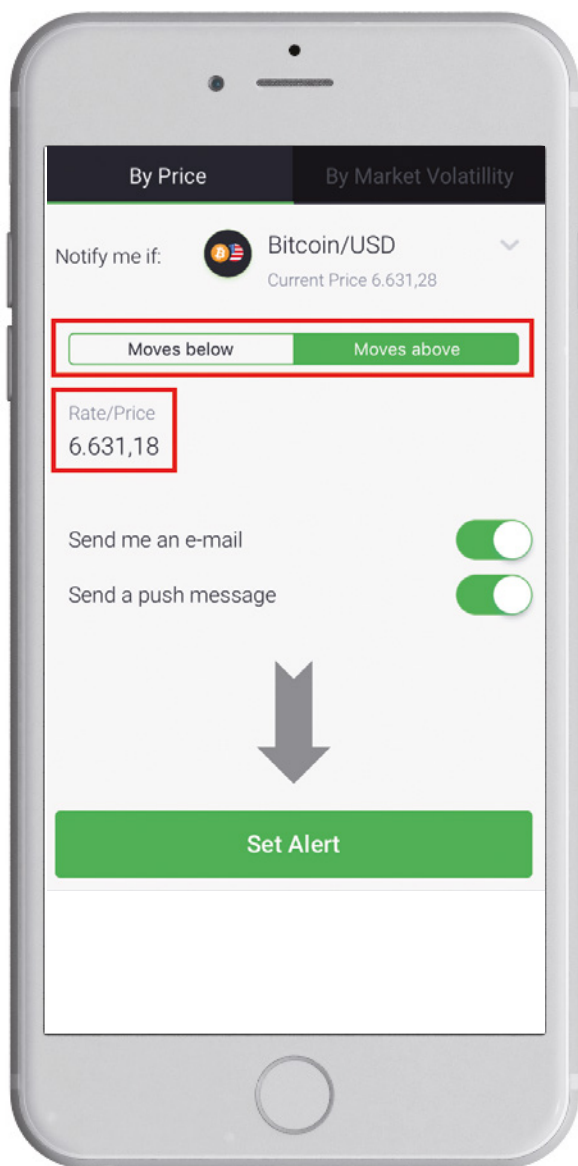 By Price
By Market Volatillity
Notify me if:
Bitcoin/USD
Current Price 6.631,28
Moves below
Moves above
Rate/Price
6.631,18
Send me an e-mail
Send a push message
Set Alert